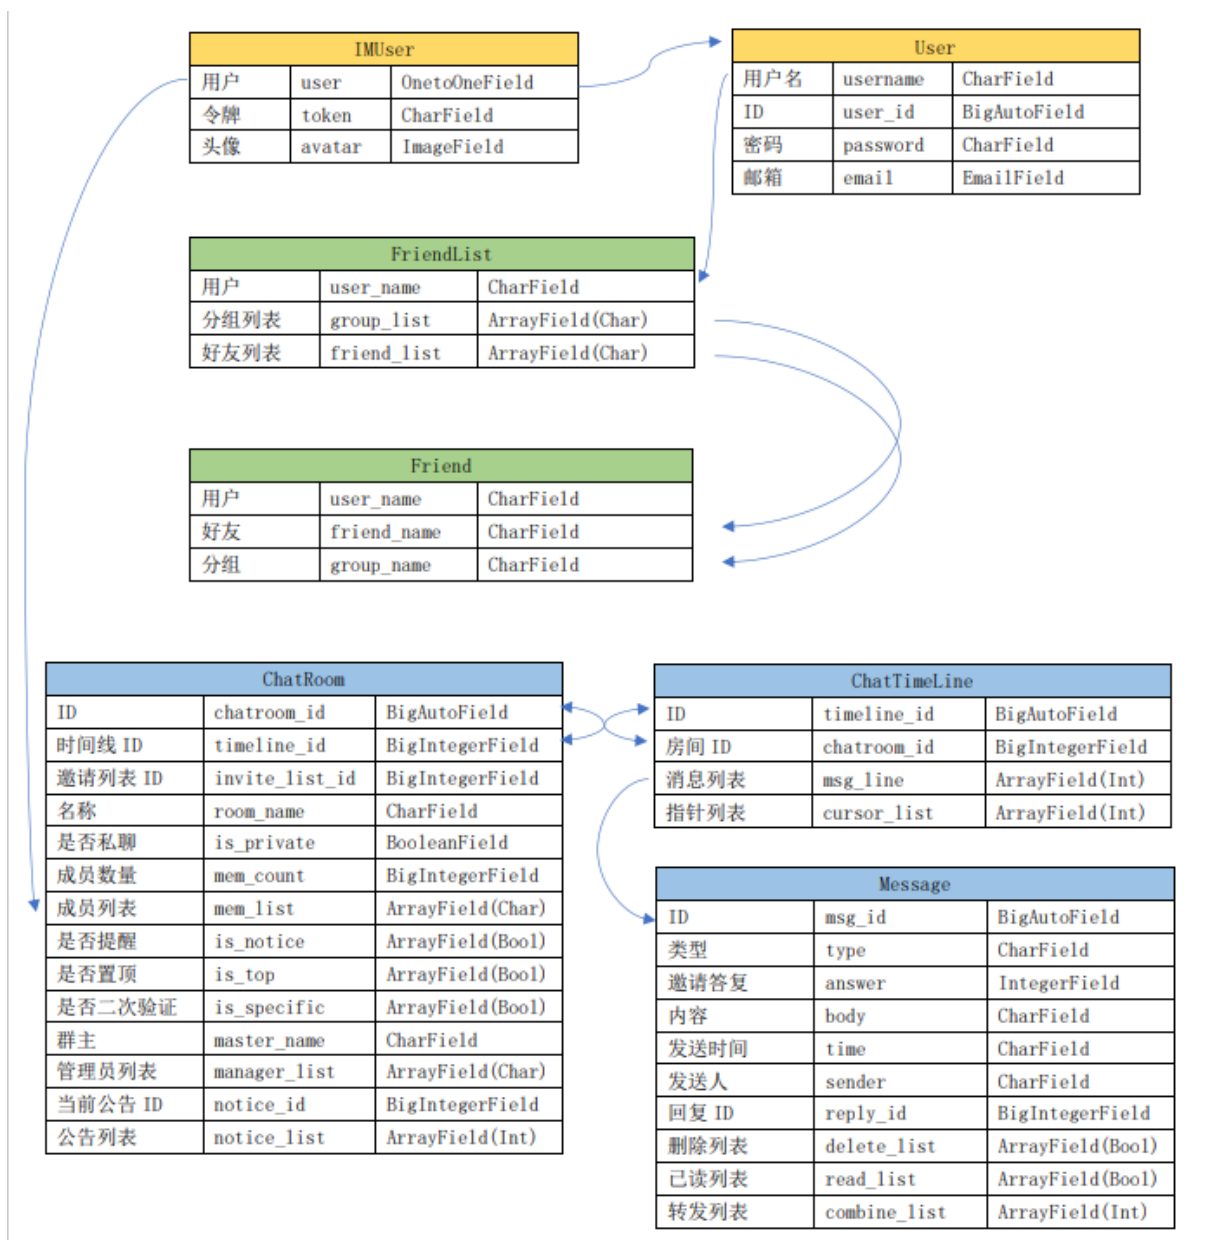 IMUser
用户 user OnetoOneField
令牌 token CharField
头像 avatar ImageField
User
用户名 username CharField
ID user_id BigAutoField
密码 password CharField
邮箱 email EmailField
FriendList
用户 user_name CharField
分组列表 group_list ArrayField(Char)
好友列表 friend_list ArrayField(Char)
Friend
用户 user_name CharField
好友 friend_name CharField
分组 group_name CharField
ChatRoom
ID chatroom_id BigAutoField
时间线 ID timeline_id BigIntegerField
邀请列表 ID invite_list_id BigIntegerField
名称 room_name CharField
是否私聊 is_private BooleanField
成员数量 mem_count BigIntegerField
成员列表 mem_list ArrayField(Char)
是否提醒 is_notice ArrayField(Bool)
是否置顶 is_top ArrayField(Bool)
是否二次验证 is_specific ArrayField(Bool)
群主 master_name CharField
管理员列表 manager_list ArrayField(Char)
当前公告 ID notice_id BigIntegerField
公告列表 notice_list ArrayField(Int)
ChatTimeLine
ID timeline_id BigAutoField
房间 ID chatroom_id BigIntegerField
消息列表 msg_line ArrayField(Int)
指针列表 cursor_list ArrayField(Int)
Message
ID msg_id BigAutoField
类型 type CharField
邀请答复 answer IntegerField
内容 body CharField
发送时间 time CharField
发送人 sender CharField
回复 ID reply_id BigIntegerField
删除列表 delete_list ArrayField(Bool)
已读列表 read_list ArrayField(Bool)
转发列表 combine_list ArrayField(Int)